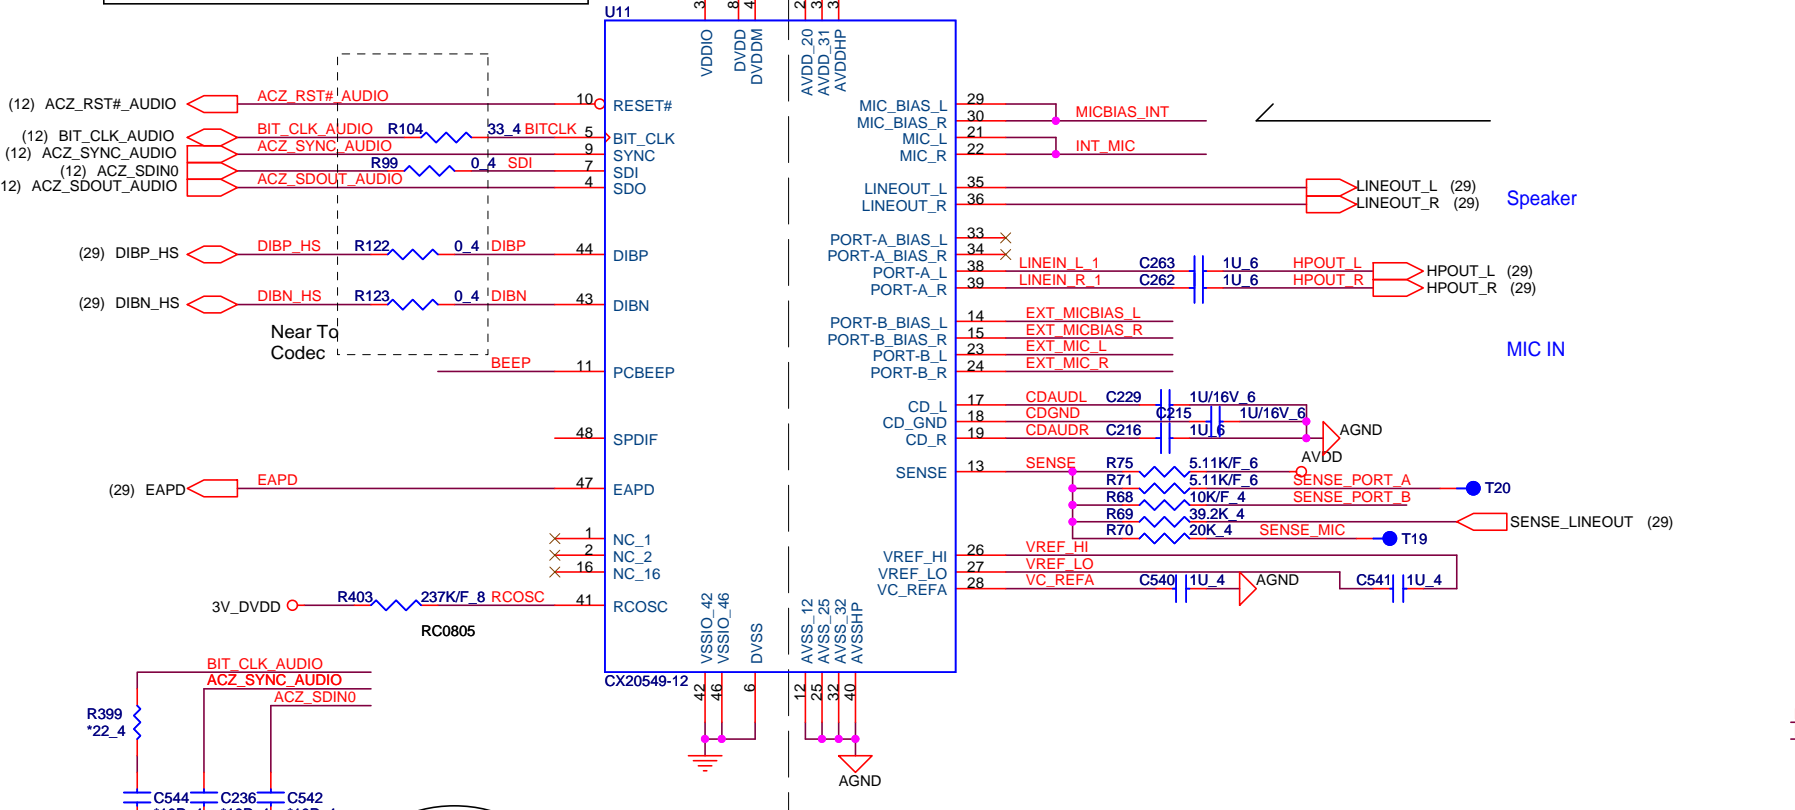 U11
VDDIO
DVDD
DVDDM
AVDD_20
AVDD_31
AVDDHP
(12) ACZ_RST#_AUDIO ACZ_RST#_AUDIO 10 RESET#
(12) BIT_CLK_AUDIO BIT_CLK_AUDIO R104 33_4 BITCLK 5 BIT_CLK
(12) ACZ_SYNC_AUDIO ACZ_SYNC_AUDIO 9 SYNC
(12) ACZ_SDIN0 R99 0_4 SDI 7 SDI
12) ACZ_SDOUT_AUDIO ACZ_SDOUT_AUDIO 4 SDO
(29) DIBP_HS DIBP_HS R122 0_4 DIBP 44 DIBP
(29) DIBN_HS DIBN_HS R123 0_4 DIBN 43 DIBN
Near To
Codec
BEEP 11 PCBEEP
48 SPDIF
(29) EAPD EAPD 47 EAPD
1 NC_1
2 NC_2
16 NC_16
3V_DVDD R403 237K/F_8 RCOSC 41 RCOSC
RC0805
MIC_BIAS_L 29
MIC_BIAS_R 30 MICBIAS_INT
MIC_L 21
MIC_R 22 INT_MIC
LINEOUT_L 35 LINEOUT_L (29)
LINEOUT_R 36 LINEOUT_R (29)
Speaker
PORT-A_BIAS_L 33
PORT-A_BIAS_R 34
PORT-A_L 38 LINEIN_L_1 C263 1U_6 HPOUT_L HPOUT_L (29)
PORT-A_R 39 LINEIN_R_1 C262 1U_6 HPOUT_R HPOUT_R (29)
PORT-B_BIAS_L 14 EXT_MICBIAS_L
PORT-B_BIAS_R 15 EXT_MICBIAS_R
PORT-B_L 23 EXT_MIC_L
PORT-B_R 24 EXT_MIC_R
MIC IN
CD_L 17 CDAUDL C229 1U/16V_6
CD_GND 18 CDGND C215 1U/16V_6
CD_R 19 CDAUDR C216 1U_6 AGND
AVDD
SENSE 13 SENSE R75 5.11K/F_6
R71 5.11K/F_6 SENSE_PORT_A T20
R68 10K/F_4 SENSE_PORT_B
R69 39.2K_4 SENSE_LINEOUT (29)
R70 20K_4 SENSE_MIC T19
VREF_HI 26 VREF_HI
VREF_LO 27 VREF_LO
VC_REFA 28 VC_REFA C540 1U_4 AGND C541 1U_4
VSSIO_42
VSSIO_46
DVSS
AVSS_12
AVSS_25
AVSS_32
AVSSHP
CX20549-12
42
46
6
12
25
32
40
AGND
BIT_CLK_AUDIO
ACZ_SYNC_AUDIO
ACZ_SDIN0
R399
*22_4
C544 C236 C542